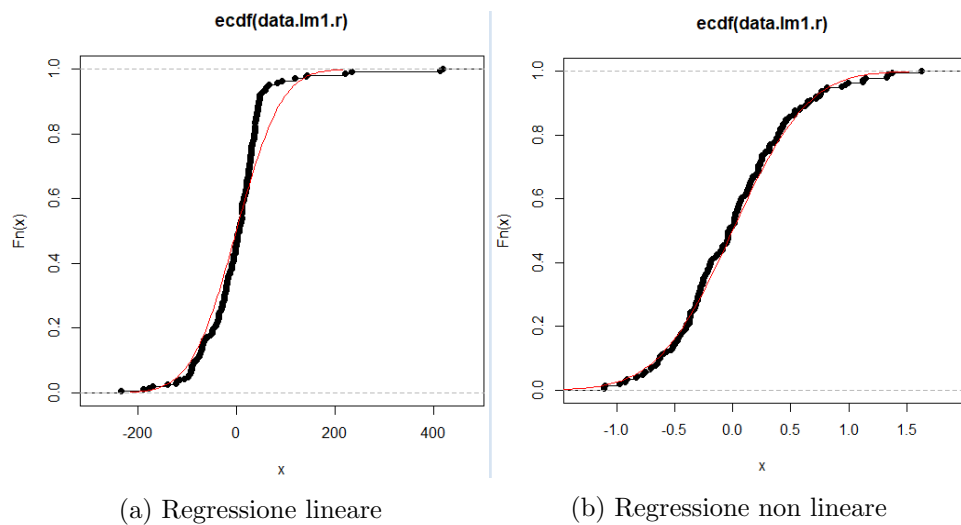 ecdf(data.lm1.r)
Fn(x)
1.0
0.8
0.6
0.4
0.2
0.0
-200
0
200
400
x
(a) Regressione lineare
ecdf(data.lm1.r)
Fn(x)
1.0
0.8
0.6
0.4
0.2
0.0
-1.0
-0.5
0.0
0.5
1.0
1.5
x
(b) Regressione non lineare